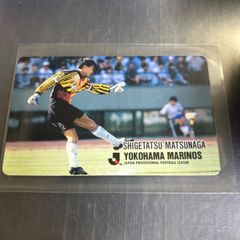 SHIGETATSU MATSUNAGA
YOKOHAMA MARINOS
JAPAN PROFESSIONAL FOOTBALL LEAGUE